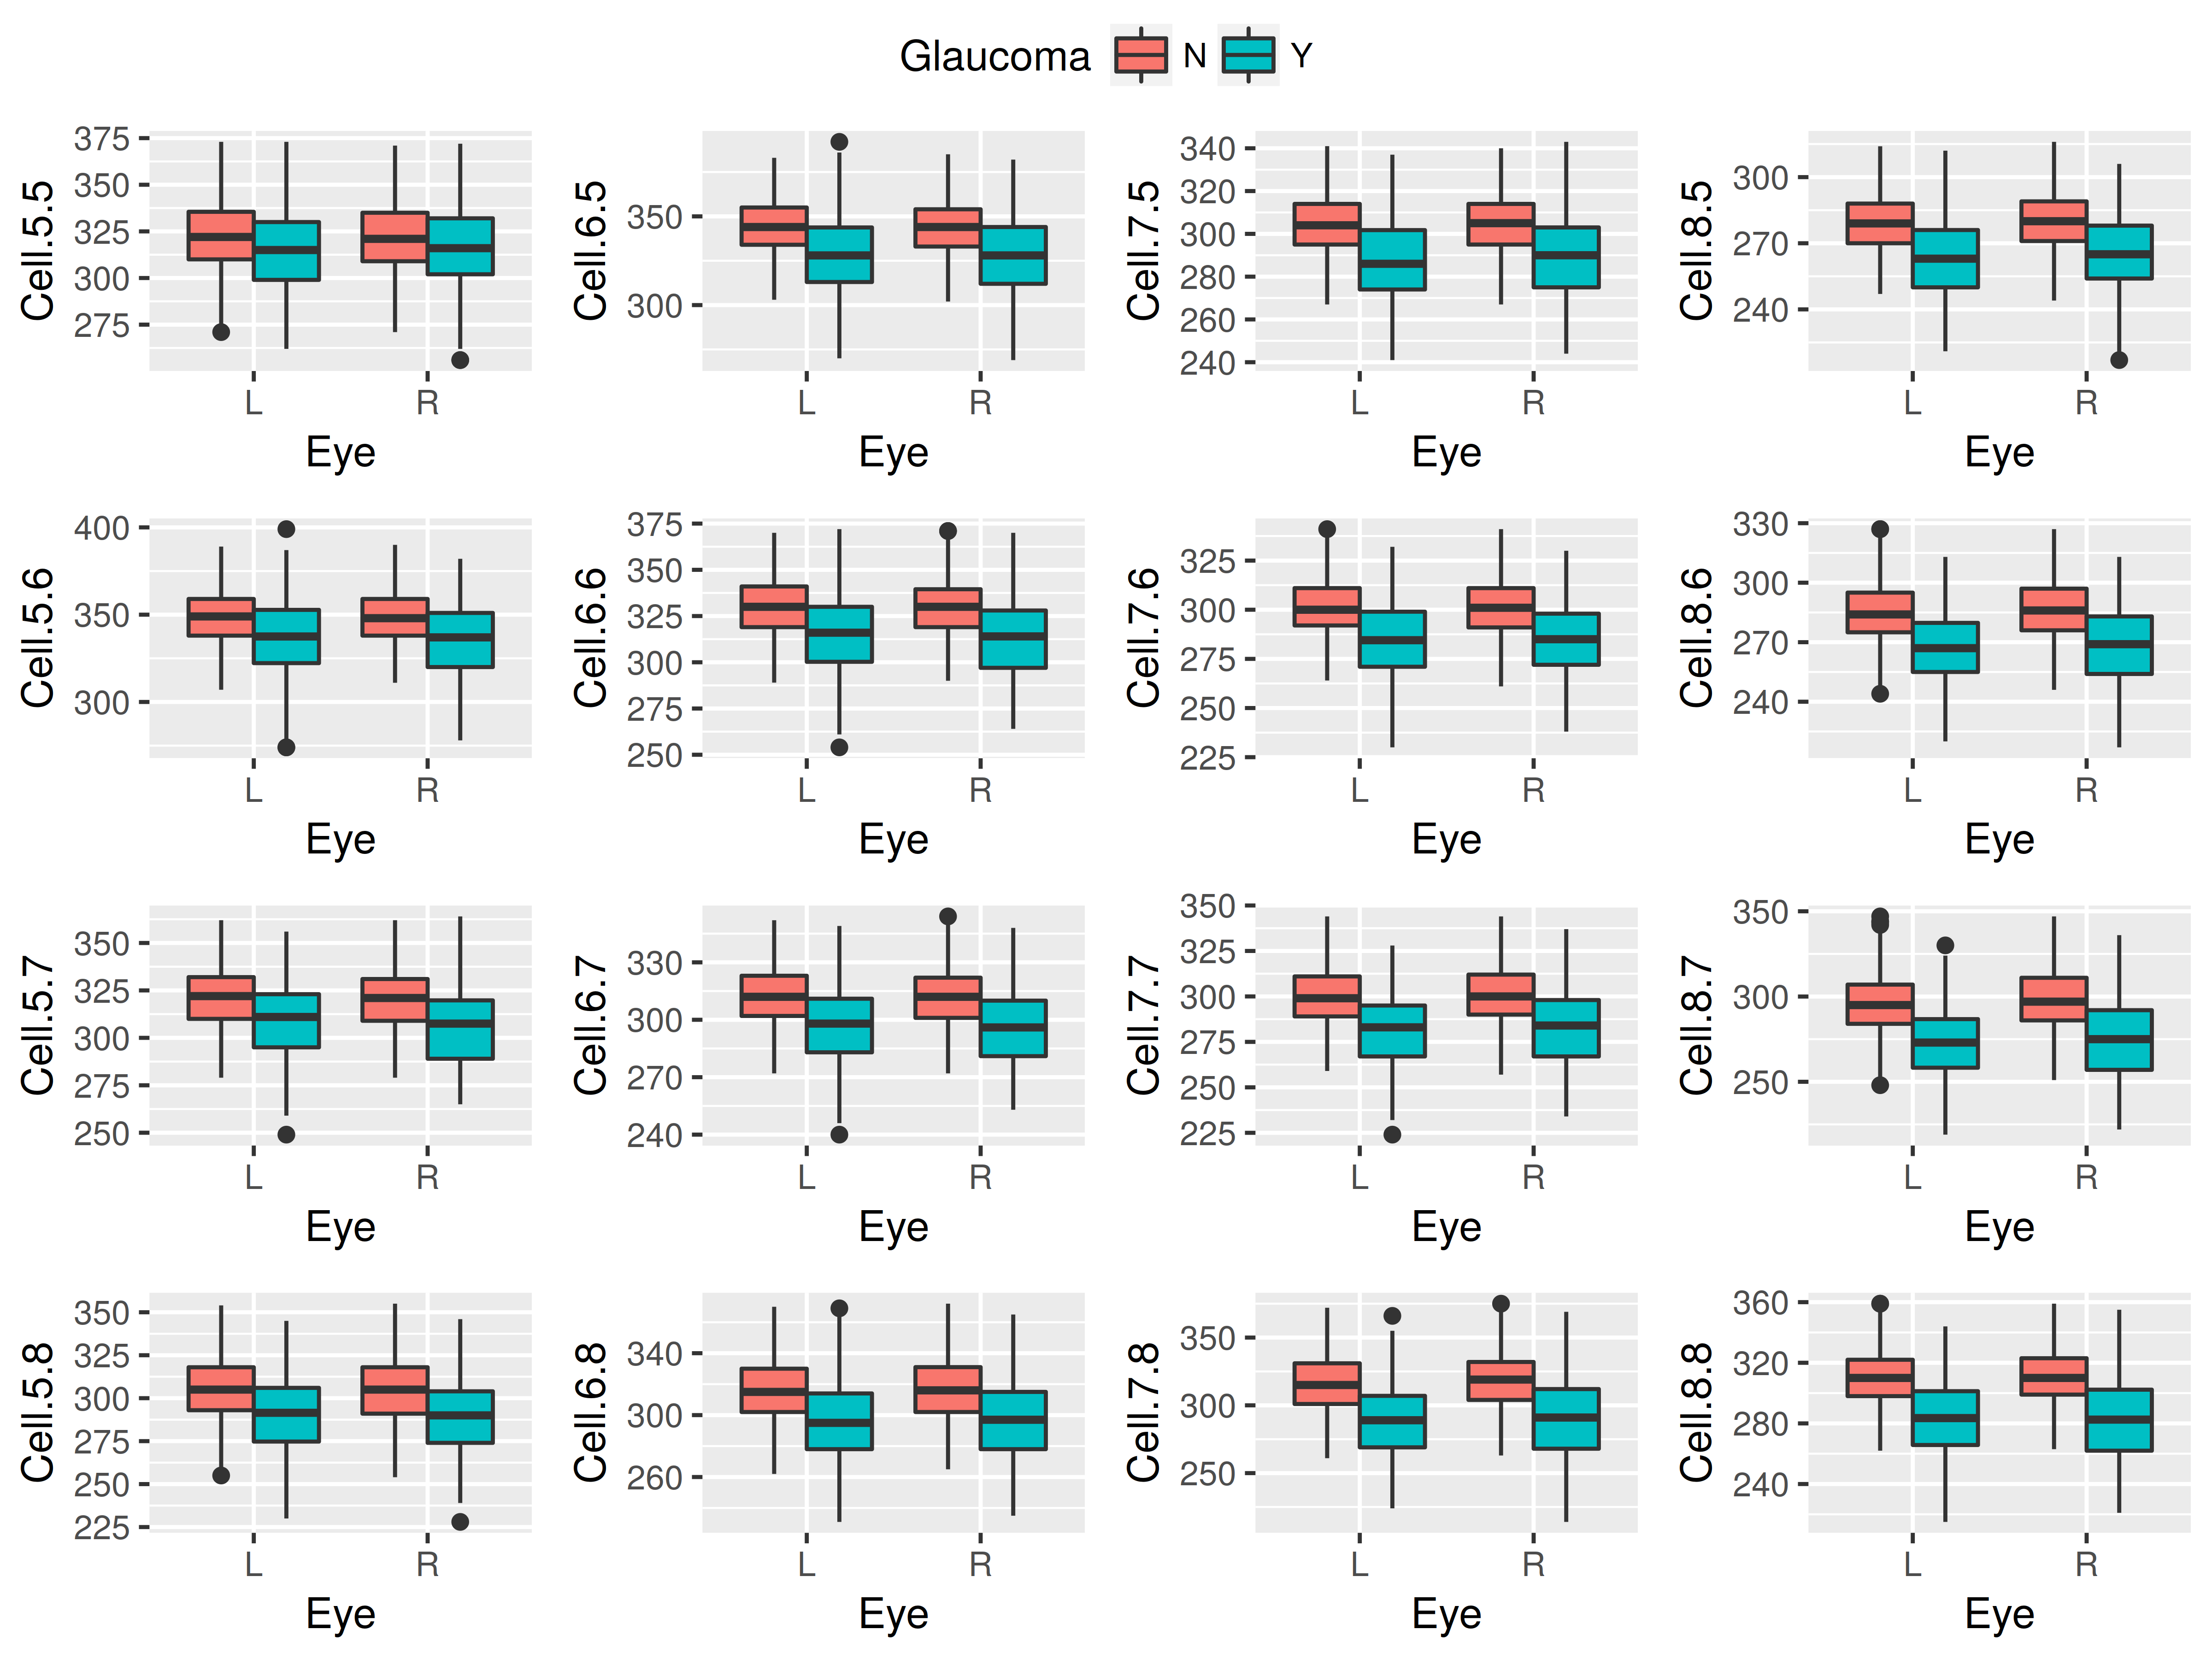 Glaucoma N Y
Cell.5.5
375
350
325
300
275
L R
Eye
Cell.6.5
350
300
L R
Eye
Cell.7.5
340
320
300
280
260
240
L R
Eye
Cell.8.5
300
270
240
L R
Eye
Cell.5.6
400
350
300
L R
Eye
Cell.6.6
375
350
325
300
275
250
L R
Eye
Cell.7.6
325
300
275
250
225
L R
Eye
Cell.8.6
330
300
270
240
L R
Eye
Cell.5.7
350
325
300
275
250
L R
Eye
Cell.6.7
330
300
270
240
L R
Eye
Cell.7.7
350
325
300
275
250
225
L R
Eye
Cell.8.7
350
300
250
L R
Eye
Cell.5.8
350
325
300
275
250
225
L R
Eye
Cell.6.8
340
300
260
L R
Eye
Cell.7.8
350
300
250
L R
Eye
Cell.8.8
360
320
280
240
L R
Eye